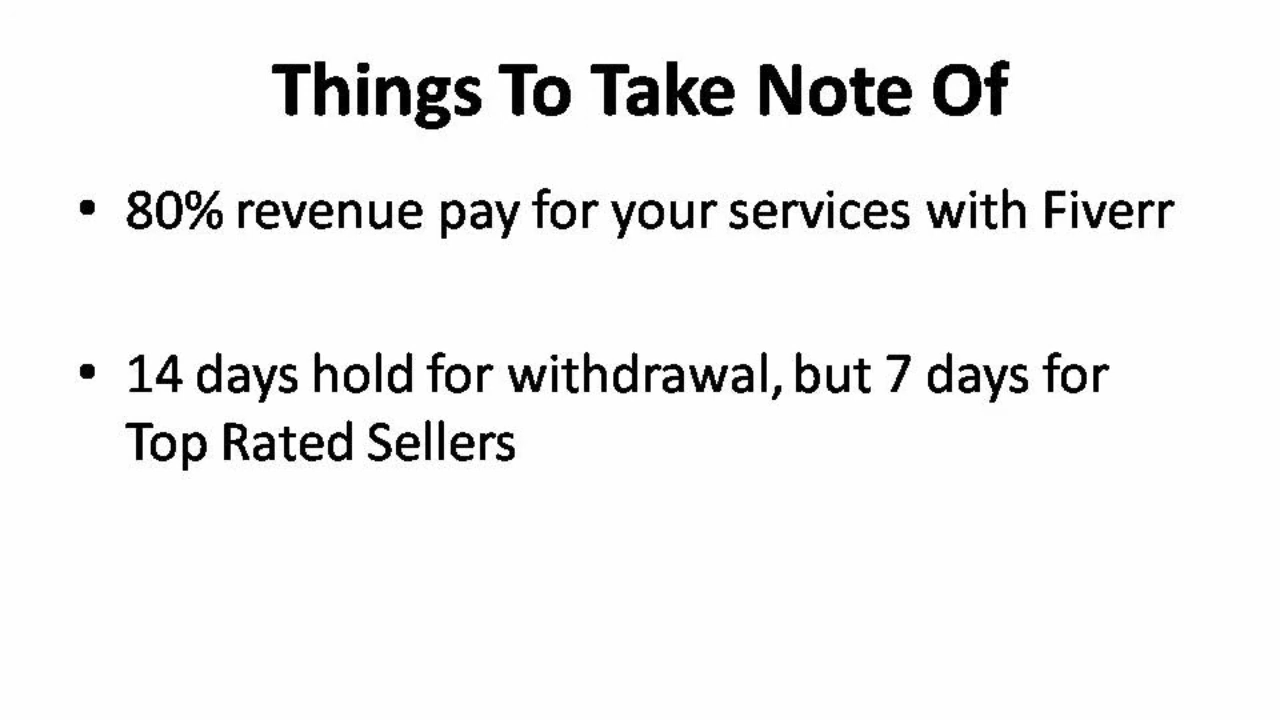 Things To Take Note Of
• 80% revenue pay for your services with Fiverr
• 14 days hold for withdrawal, but 7 days for
Top Rated Sellers